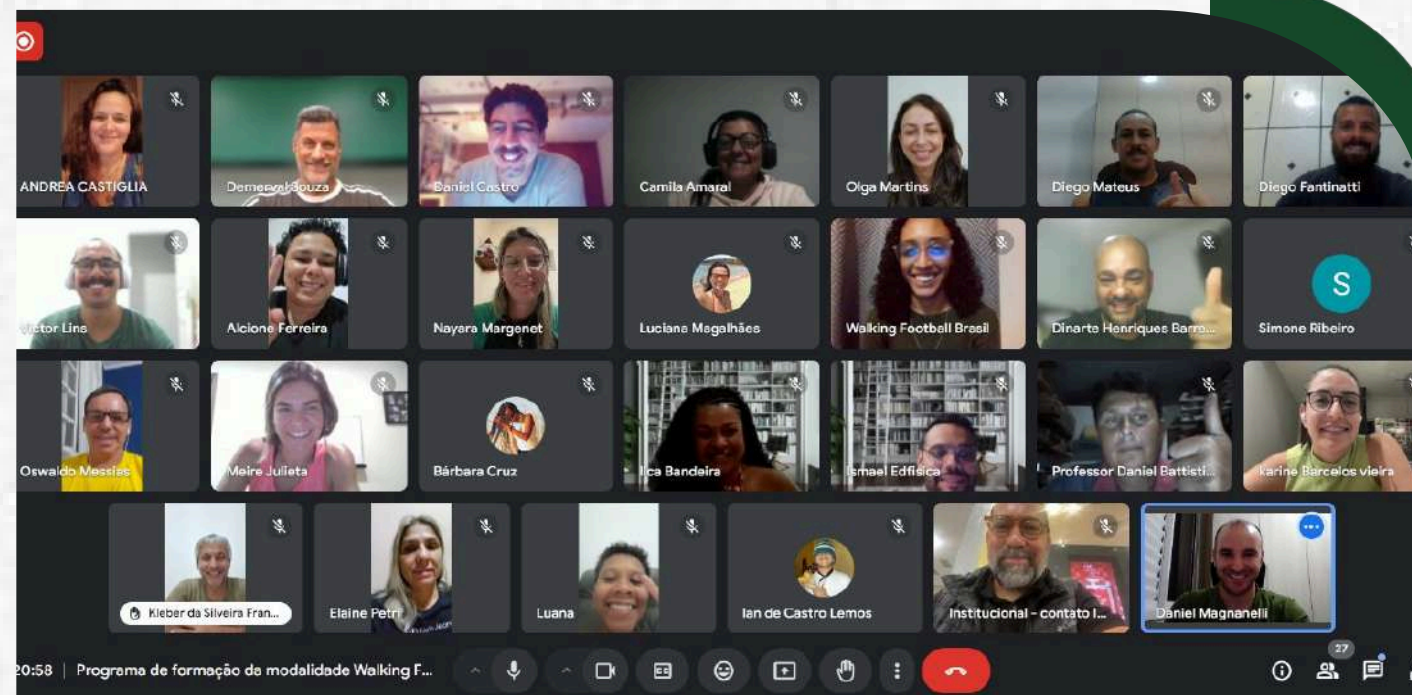 ANDREA CASTIGLIA
Demerval Souza
Daniel Castro
Camila Amaral
Olga Martins
Diego Mateus
Diego Fantinatti
Victor Lins
Alcione Ferreira
Nayara Margenet
Luciana Magalhães
Walking Football Brasil
Dinarte Henriques Barro...
S
Simone Ribeiro
Oswaldo Messias
Meire Julieta
Bárbara Cruz
Ilca Bandeira
Ismael Edfisica
Professor Daniel Battisti...
karine Barcelos vieira
Kleber da Silveira Fran...
Elaine Petri
Luana
Ian de Castro Lemos
Institucional - contato I...
Daniel Magnanelli
20:58 | Programa de formação da modalidade Walking F...
27